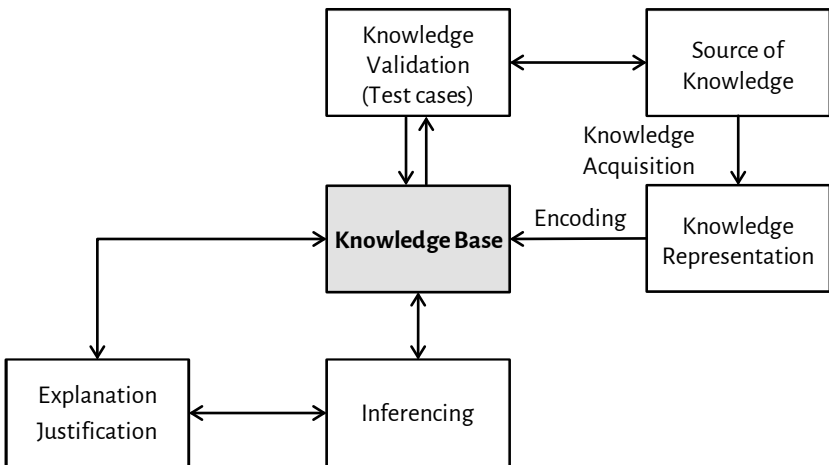 Knowledge
Validation
(Test cases)
Source of
Knowledge
Knowledge
Acquisition
Knowledge Base
Encoding
Knowledge
Representation
Explanation
Justification
Inferencing